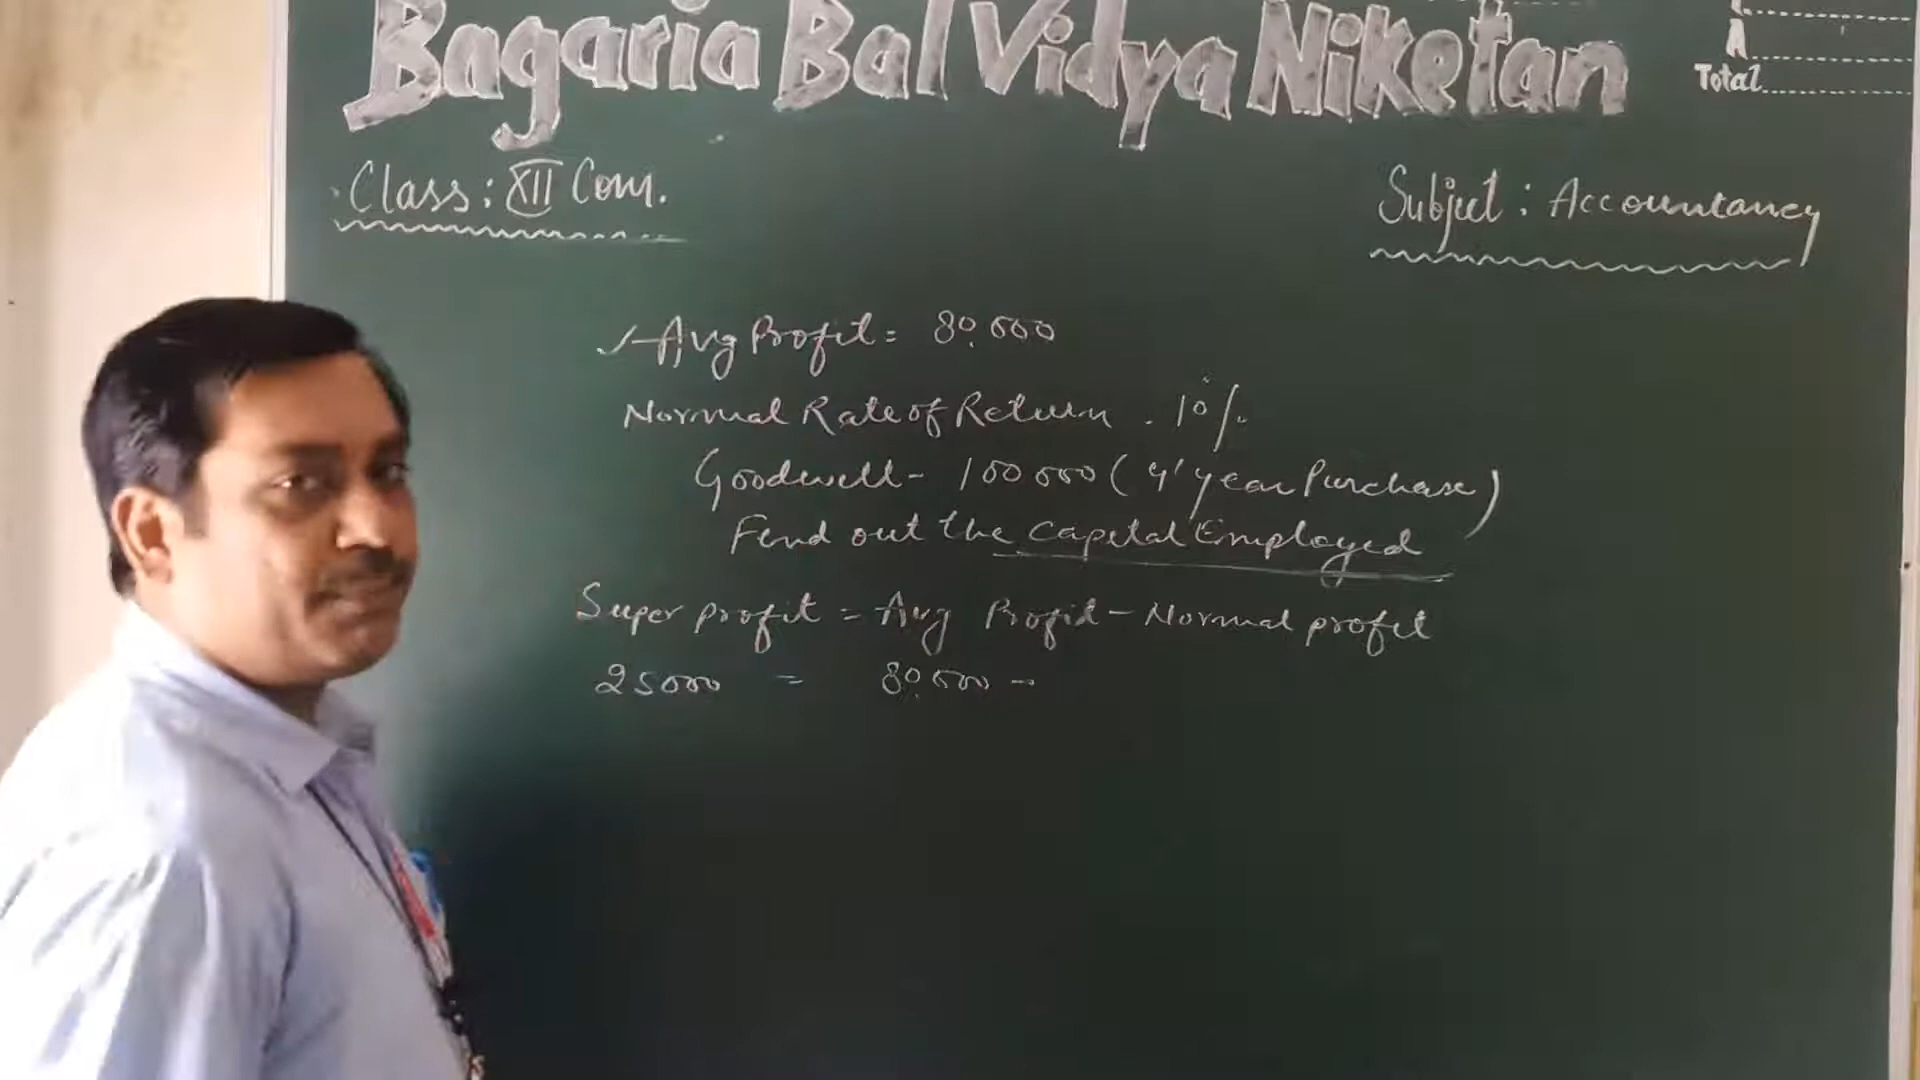 Bagaria Bal Vidya Niketan
A
Total
Class: XII Com.
Subject: Accountancy
Avg Profit = 80,000
Normal Rate of Return . 10%
Goodwill - 100000 (4 year Purchase)
Find out the Capital Employed
Super profit = Avg Profit - Normal profit
25000 = 80,000 -